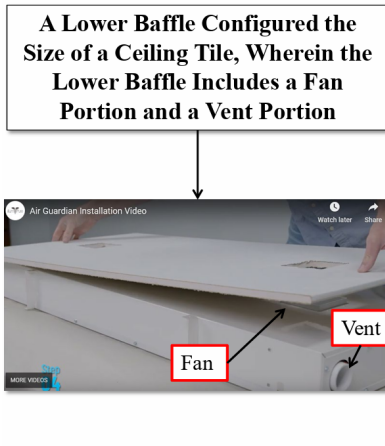 A Lower Baffle Configured the
Size of a Ceiling Tile, Wherein the
Lower Baffle Includes a Fan
Portion and a Vent Portion
Air Guardian Installation Video
Watch later
Share
Vent
Fan
Step
MORE VIDEOS